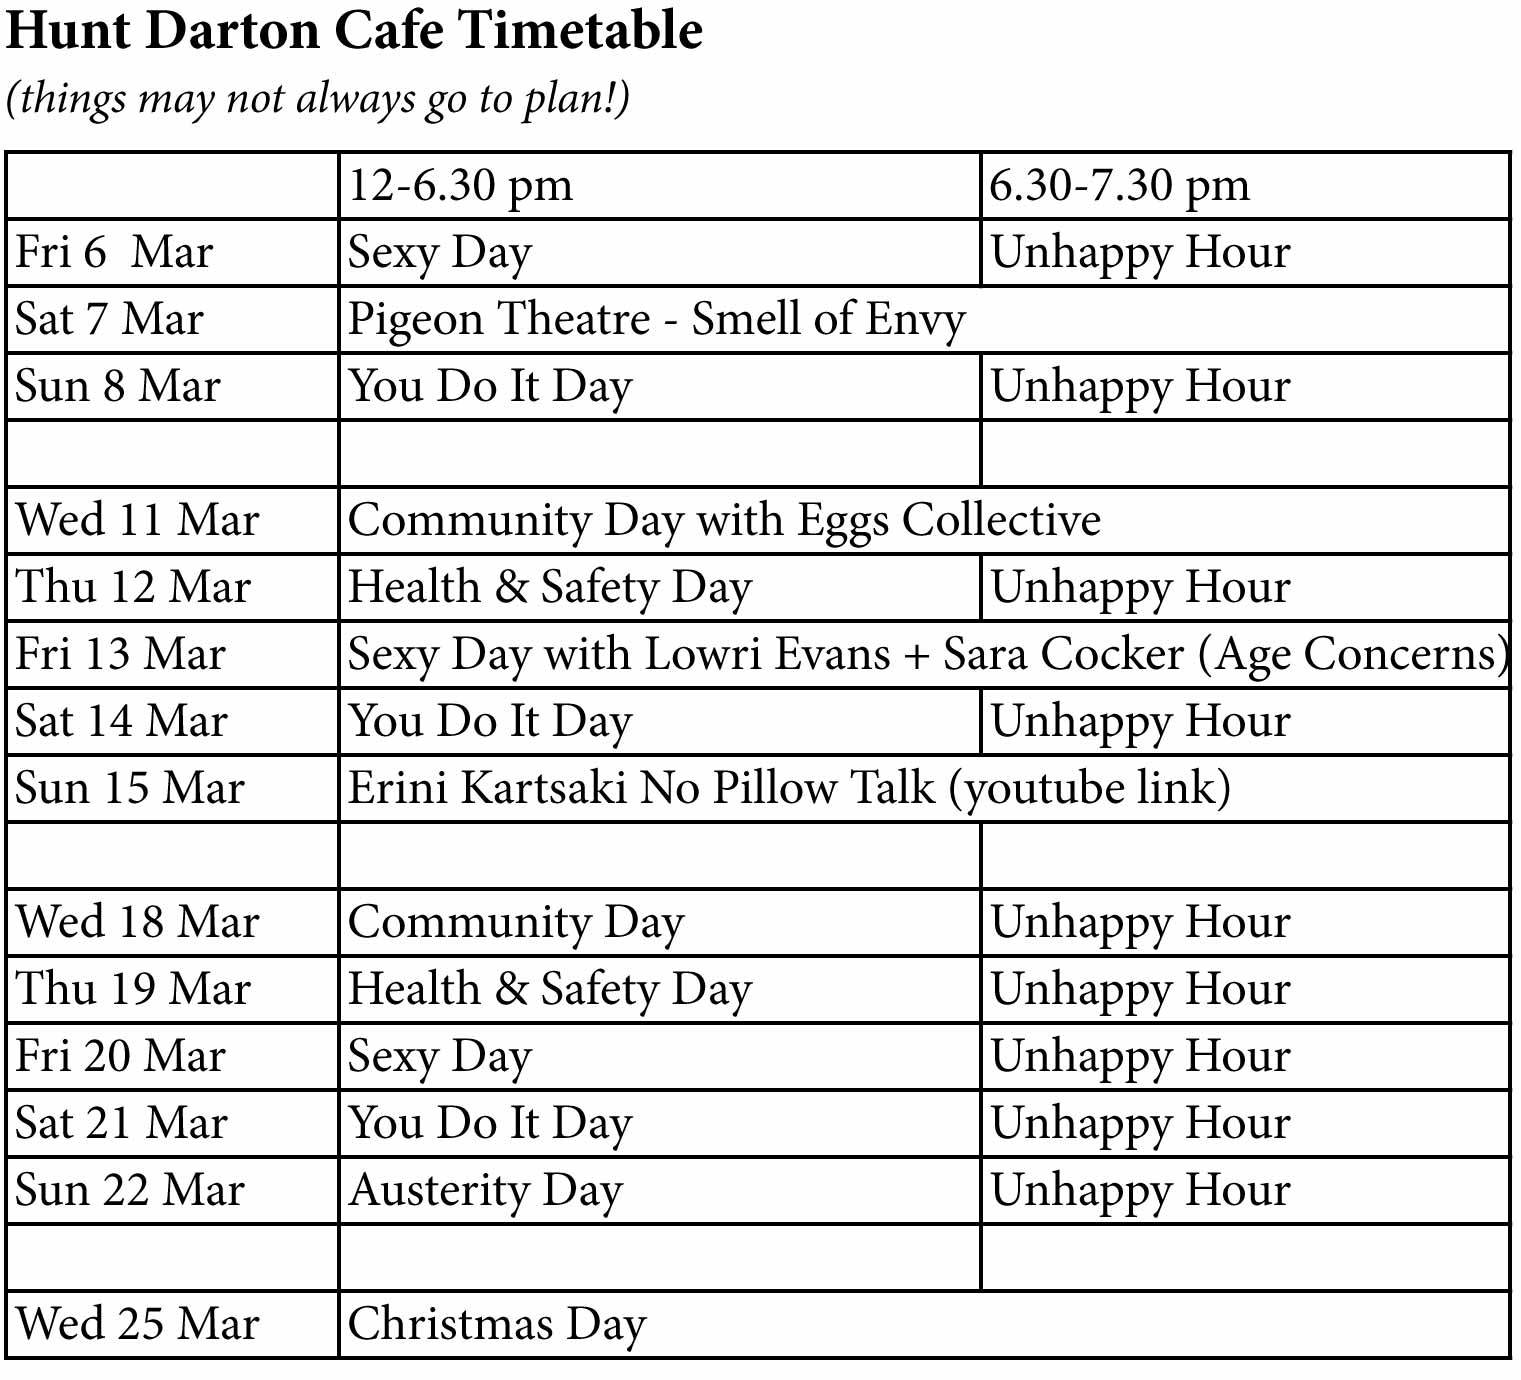 Hunt Darton Cafe Timetable
(things may not always go to plan!)
12-6.30 pm 6.30-7.30 pm
Fri 6 Mar Sexy Day Unhappy Hour
Sat 7 Mar Pigeon Theatre - Smell of Envy
Sun 8 Mar You Do It Day Unhappy Hour
Wed 11 Mar Community Day with Eggs Collective
Thu 12 Mar Health & Safety Day Unhappy Hour
Fri 13 Mar Sexy Day with Lowri Evans + Sara Cocker (Age Concerns)
Sat 14 Mar You Do It Day Unhappy Hour
Sun 15 Mar Erini Kartsaki No Pillow Talk (youtube link)
Wed 18 Mar Community Day Unhappy Hour
Thu 19 Mar Health & Safety Day Unhappy Hour
Fri 20 Mar Sexy Day Unhappy Hour
Sat 21 Mar You Do It Day Unhappy Hour
Sun 22 Mar Austerity Day Unhappy Hour
Wed 25 Mar Christmas Day